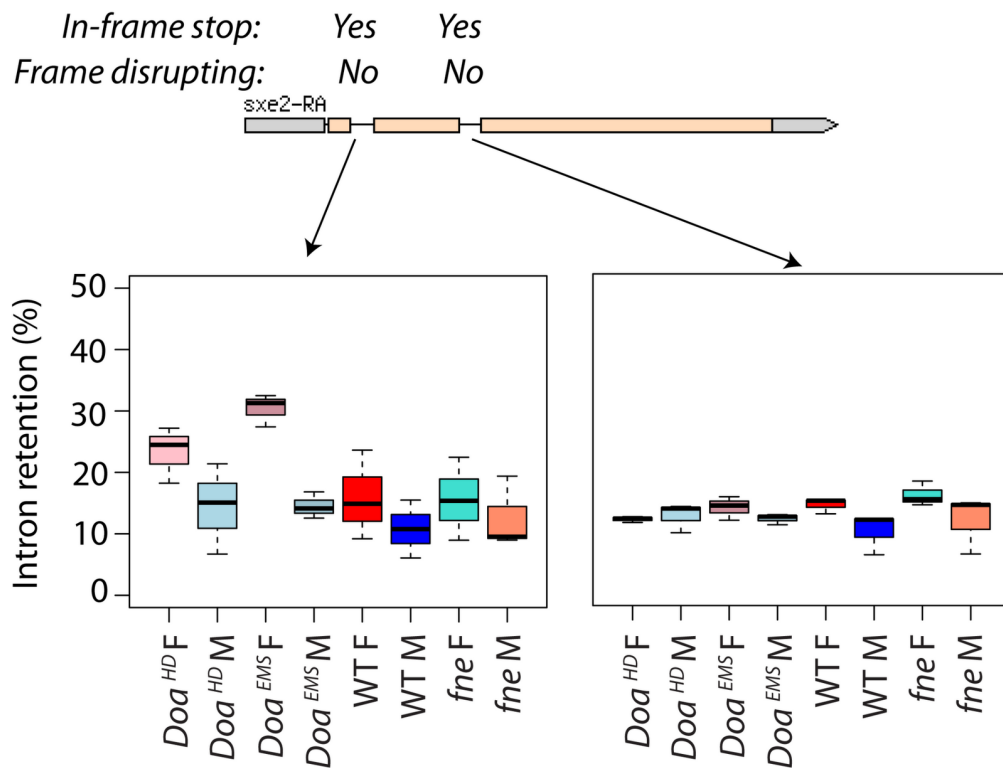 In-frame stop: Yes Yes
Frame disrupting: No No
sxe2-RA
Intron retention (%)
50
40
30
20
10
0
Doa HD F
Doa HD M
Doa EMS F
Doa EMS M
WT F
WT M
fne F
fne M
Doa HD F
Doa HD M
Doa EMS F
Doa EMS M
WT F
WT M
fne F
fne M